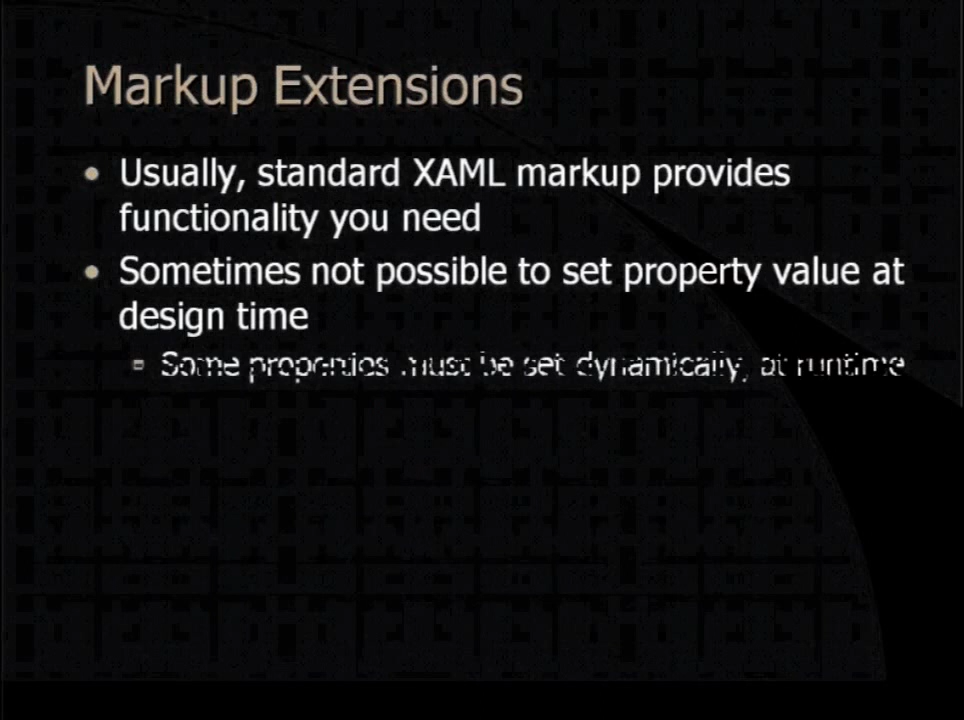 Markup Extensions
• Usually, standard XAML markup provides
functionality you need
• Sometimes not possible to set property value at
design time
▫ Some properties must be set dynamically, at runtime